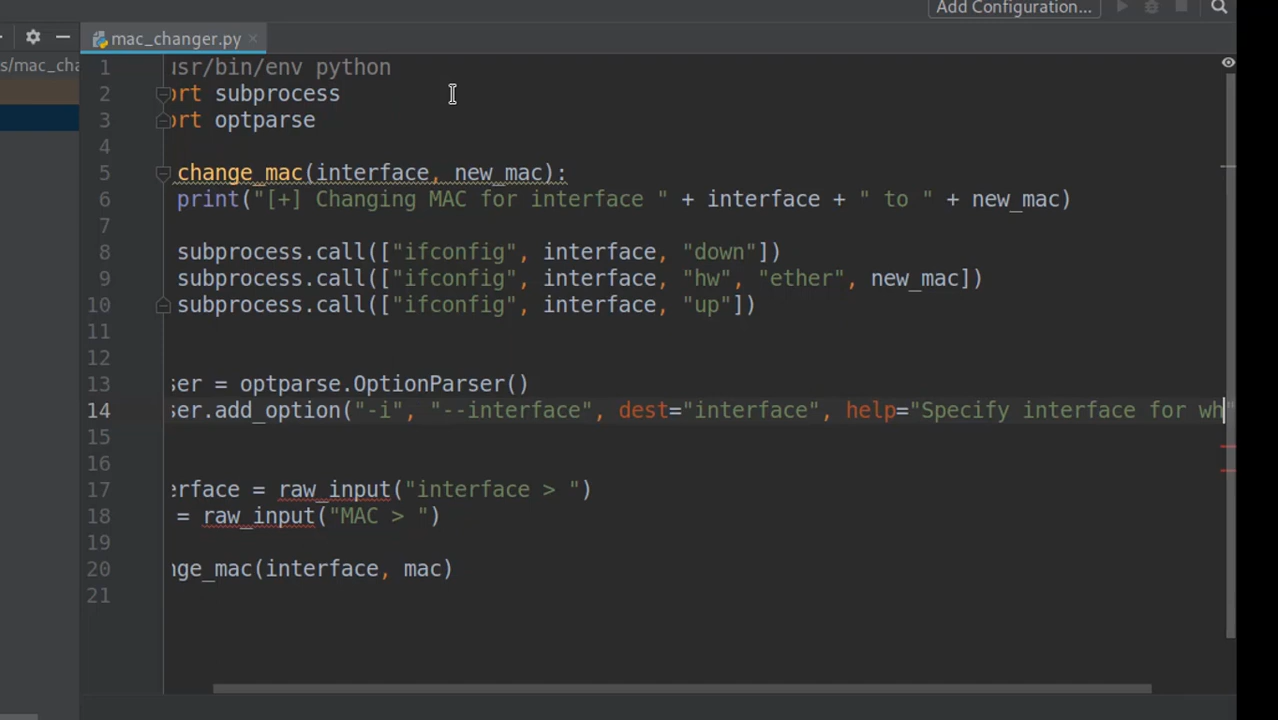 Add Configuration...
mac_changer.py
s/mac_cha
1 usr/bin/env python
2 ort subprocess
3 ort optparse
4
5 change_mac(interface, new_mac):
6 print("[+] Changing MAC for interface " + interface + " to " + new_mac)
7
8 subprocess.call(["ifconfig", interface, "down"])
9 subprocess.call(["ifconfig", interface, "hw", "ether", new_mac])
10 subprocess.call(["ifconfig", interface, "up"])
11
12
13 ser = optparse.OptionParser()
14 ser.add_option("-i", "--interface", dest="interface", help="Specify interface for wh"
15
16
17 erface = raw_input("interface > ")
18 = raw_input("MAC > ")
19
20 nge_mac(interface, mac)
21